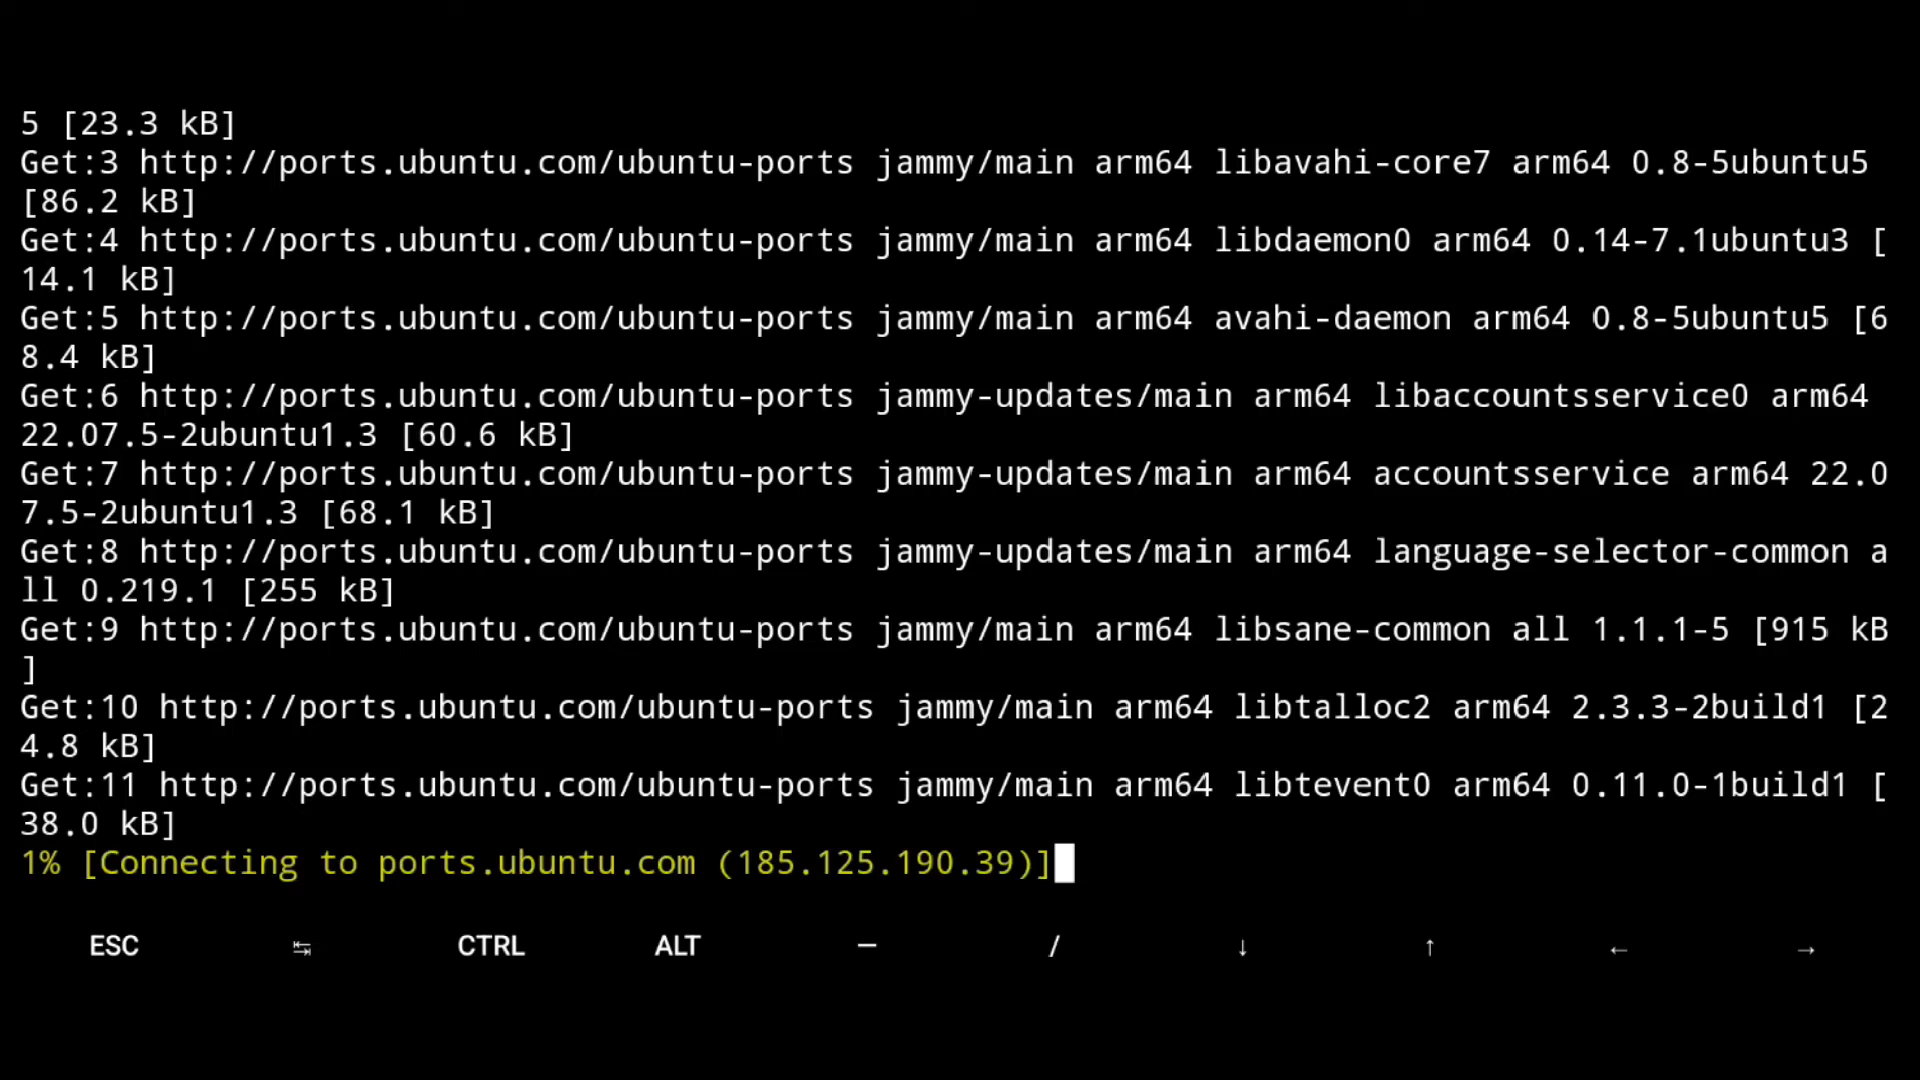 5 [23.3 kB]
Get:3 http://ports.ubuntu.com/ubuntu-ports jammy/main arm64 libavahi-core7 arm64 0.8-5ubuntu5
[86.2 kB]
Get:4 http://ports.ubuntu.com/ubuntu-ports jammy/main arm64 libdaemon0 arm64 0.14-7.1ubuntu3 [
14.1 kB]
Get:5 http://ports.ubuntu.com/ubuntu-ports jammy/main arm64 avahi-daemon arm64 0.8-5ubuntu5 [6
8.4 kB]
Get:6 http://ports.ubuntu.com/ubuntu-ports jammy-updates/main arm64 libaccountsservice0 arm64
22.07.5-2ubuntu1.3 [60.6 kB]
Get:7 http://ports.ubuntu.com/ubuntu-ports jammy-updates/main arm64 accountsservice arm64 22.0
7.5-2ubuntu1.3 [68.1 kB]
Get:8 http://ports.ubuntu.com/ubuntu-ports jammy-updates/main arm64 language-selector-common a
ll 0.219.1 [255 kB]
Get:9 http://ports.ubuntu.com/ubuntu-ports jammy/main arm64 libsane-common all 1.1.1-5 [915 kB
]
Get:10 http://ports.ubuntu.com/ubuntu-ports jammy/main arm64 libtalloc2 arm64 2.3.3-2build1 [2
4.8 kB]
Get:11 http://ports.ubuntu.com/ubuntu-ports jammy/main arm64 libtevent0 arm64 0.11.0-1build1 [
38.0 kB]
1% [Connecting to ports.ubuntu.com (185.125.190.39)]
ESC ↹ CTRL ALT — / ↓ ↑ ← →